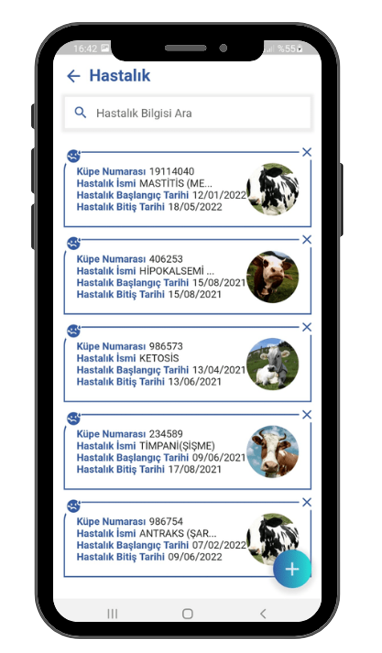 16:42
%55
Hastalık
Hastalık Bilgisi Ara
Küpe Numarası 19114040
Hastalık İsmi MASTİTİS (ME...
Hastalık Başlangıç Tarihi 12/01/2022
Hastalık Bitiş Tarihi 18/05/2022
Küpe Numarası 406253
Hastalık İsmi HİPOKALSEMİ ...
Hastalık Başlangıç Tarihi 15/08/2021
Hastalık Bitiş Tarihi 15/08/2021
Küpe Numarası 986573
Hastalık İsmi KETOSİS
Hastalık Başlangıç Tarihi 13/04/2021
Hastalık Bitiş Tarihi 13/06/2021
Küpe Numarası 234589
Hastalık İsmi TİMPANİ(ŞİŞME)
Hastalık Başlangıç Tarihi 09/06/2021
Hastalık Bitiş Tarihi 17/08/2021
Küpe Numarası 986754
Hastalık İsmi ANTRAKS (ŞAR...
Hastalık Başlangıç Tarihi 07/02/2022
Hastalık Bitiş Tarihi 09/06/2022